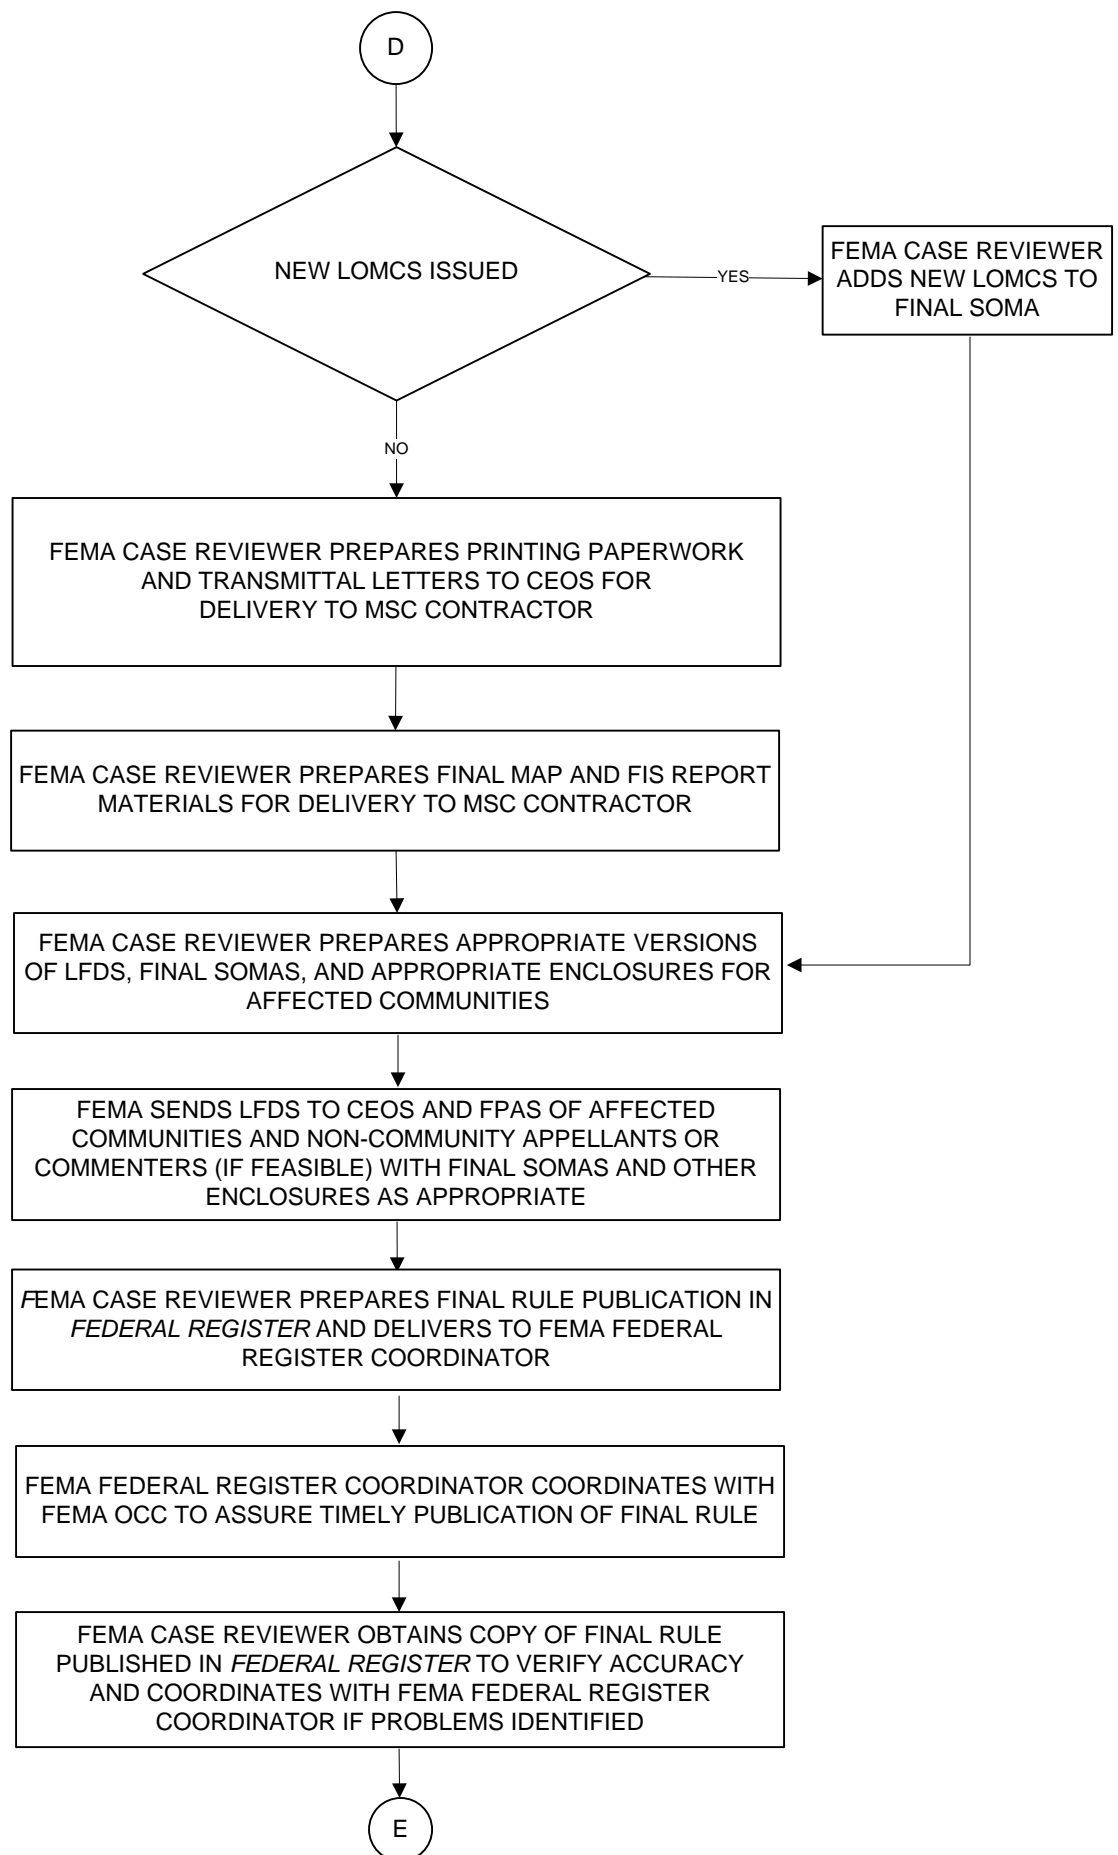 D
NEW LOMCS ISSUED
YES
FEMA CASE REVIEWER
ADDS NEW LOMCS TO
FINAL SOMA
NO
FEMA CASE REVIEWER PREPARES PRINTING PAPERWORK
AND TRANSMITTAL LETTERS TO CEOS FOR
DELIVERY TO MSC CONTRACTOR
FEMA CASE REVIEWER PREPARES FINAL MAP AND FIS REPORT
MATERIALS FOR DELIVERY TO MSC CONTRACTOR
FEMA CASE REVIEWER PREPARES APPROPRIATE VERSIONS
OF LFDS, FINAL SOMAS, AND APPROPRIATE ENCLOSURES FOR
AFFECTED COMMUNITIES
FEMA SENDS LFDS TO CEOS AND FPAS OF AFFECTED
COMMUNITIES AND NON-COMMUNITY APPELLANTS OR
COMMENTERS (IF FEASIBLE) WITH FINAL SOMAS AND OTHER
ENCLOSURES AS APPROPRIATE
FEMA CASE REVIEWER PREPARES FINAL RULE PUBLICATION IN
FEDERAL REGISTER AND DELIVERS TO FEMA FEDERAL
REGISTER COORDINATOR
FEMA FEDERAL REGISTER COORDINATOR COORDINATES WITH
FEMA OCC TO ASSURE TIMELY PUBLICATION OF FINAL RULE
FEMA CASE REVIEWER OBTAINS COPY OF FINAL RULE
PUBLISHED IN FEDERAL REGISTER TO VERIFY ACCURACY
AND COORDINATES WITH FEMA FEDERAL REGISTER
COORDINATOR IF PROBLEMS IDENTIFIED
E